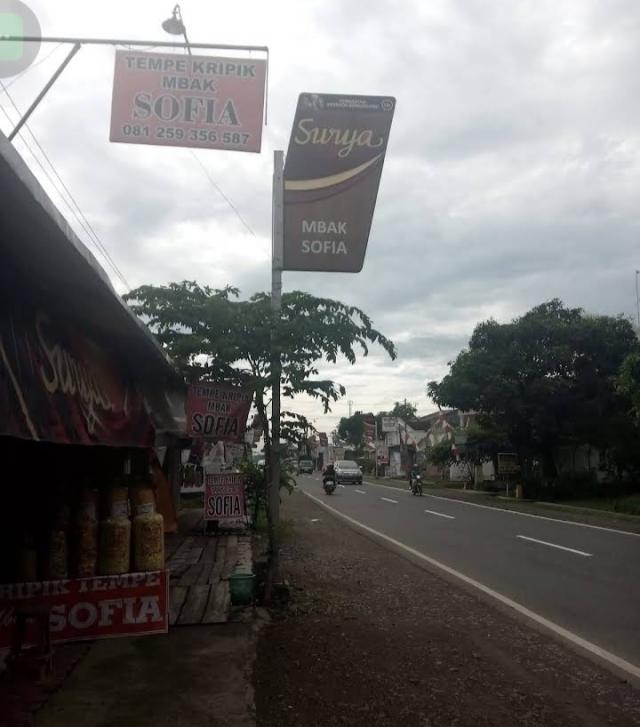 TEMPE KRIPIK
MBAK
SOFIA
081 259 356 587
Surya
MBAK
SOFIA
Surya
TEMPE KRIPIK
MBAK
SOFIA
SOFIA
KRIPIK TEMPE
SOFIA